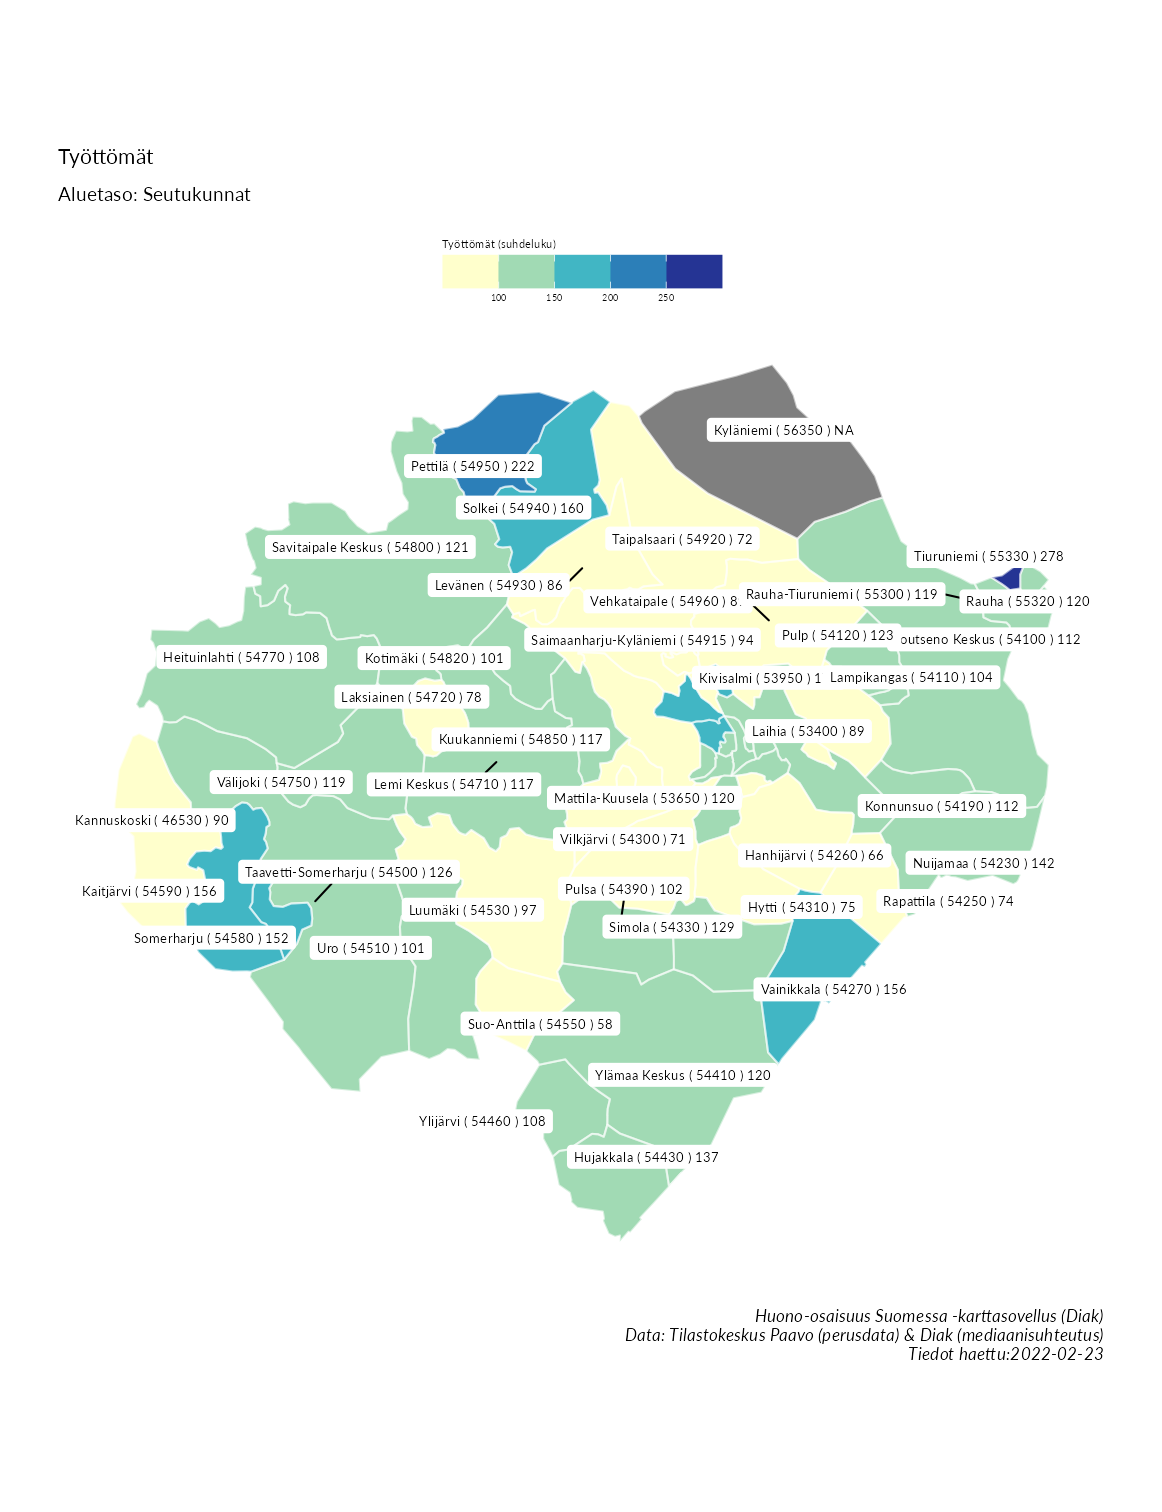 Työttömät
Aluetaso: Seutukunnat
Työttömät (suhdeluku)
100 150 200 250
Kyläniemi ( 56350 ) NA
Pettilä ( 54950 ) 222
Solkei ( 54940 ) 160
Taipalsaari ( 54920 ) 72
Savitaipale Keskus ( 54800 ) 121
Tiuruniemi ( 55330 ) 278
Levänen ( 54930 ) 86
Rauha-Tiuruniemi ( 55300 ) 119
Vehkataipale ( 54960 )
Rauha ( 55320 ) 120
Pulp ( 54120 ) 123
Saimaanharju-Kyläniemi ( 54915 ) 94
outseno Keskus ( 54100 ) 112
Heituinlahti ( 54770 ) 108
Kotimäki ( 54820 ) 101
Kivisalmi ( 53950 ) 1
Lampikangas ( 54110 ) 104
Laksiainen ( 54720 ) 78
Laihia ( 53400 ) 89
Kuukanniemi ( 54850 ) 117
Välijoki ( 54750 ) 119
Lemi Keskus ( 54710 ) 117
Mattila-Kuusela ( 53650 ) 120
Konnunsuo ( 54190 ) 112
Kannuskoski ( 46530 ) 90
Vilkjärvi ( 54300 ) 71
Hanhijärvi ( 54260 ) 66
Nuijamaa ( 54230 ) 142
Taavetti-Somerharju ( 54500 ) 126
Kaitjärvi ( 54590 ) 156
Pulsa ( 54390 ) 102
Rapattila ( 54250 ) 74
Luumäki ( 54530 ) 97
Hytti ( 54310 ) 75
Simola ( 54330 ) 129
Somerharju ( 54580 ) 152
Uro ( 54510 ) 101
Vainikkala ( 54270 ) 156
Suo-Anttila ( 54550 ) 58
Ylämaa Keskus ( 54410 ) 120
Ylijärvi ( 54460 ) 108
Hujakkala ( 54430 ) 137
Huono-osaisuus Suomessa -karttasovellus (Diak)
Data: Tilastokeskus Paavo (perusdata) & Diak (mediaanisuhteutus)
Tiedot haettu:2022-02-23